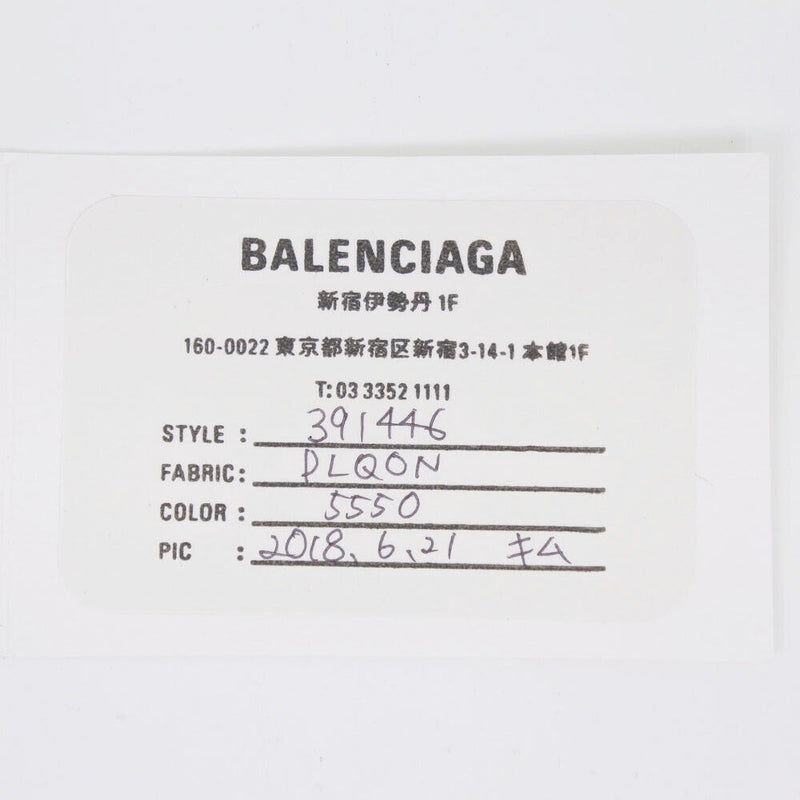 BALENCIAGA
新宿伊勢丹 1F
160-0022 東京都新宿区新宿3-14-1 本館1F
T: 03 3352 1111
STYLE : 391446
FABRIC: DLQ0N
COLOR : 5550
PIC : 2018. 6. 21 キム